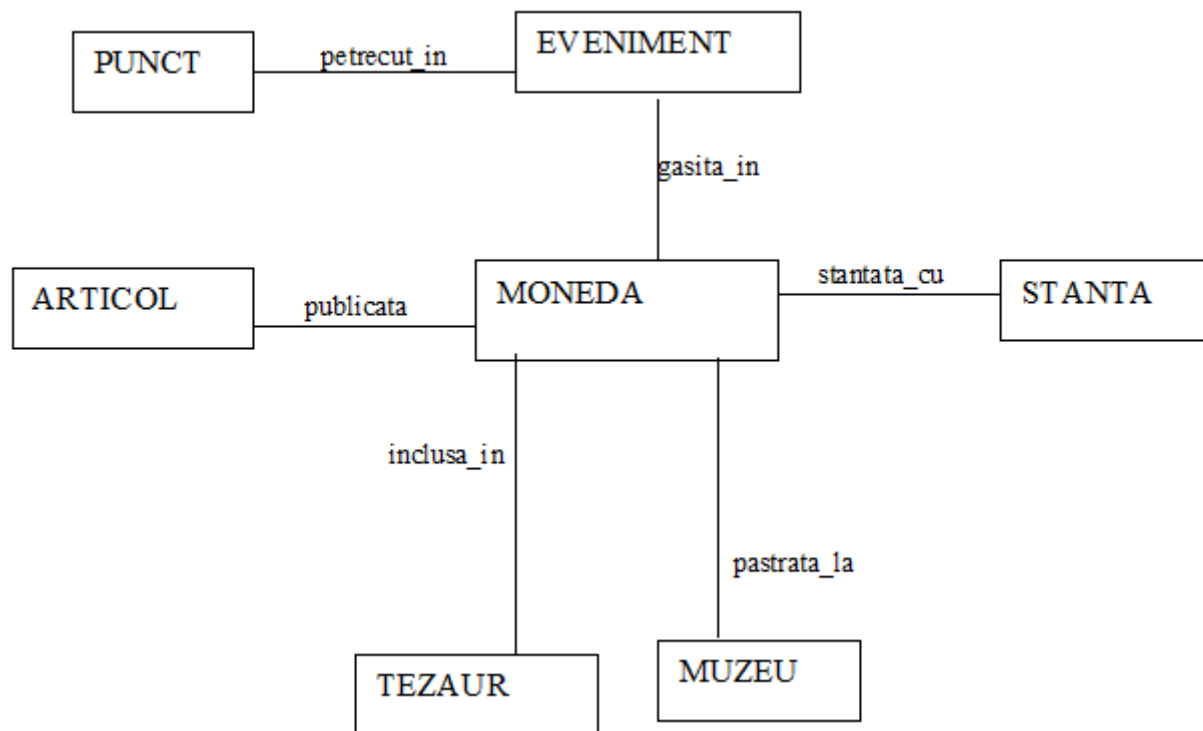 EVENIMENT
PUNCT
petrecut_in
gasita_in
stantata_cu
ARTICOL
publicata
MONEDA
STANTA
inclusa_in
pastrata_la
TEZAUR
MUZEU